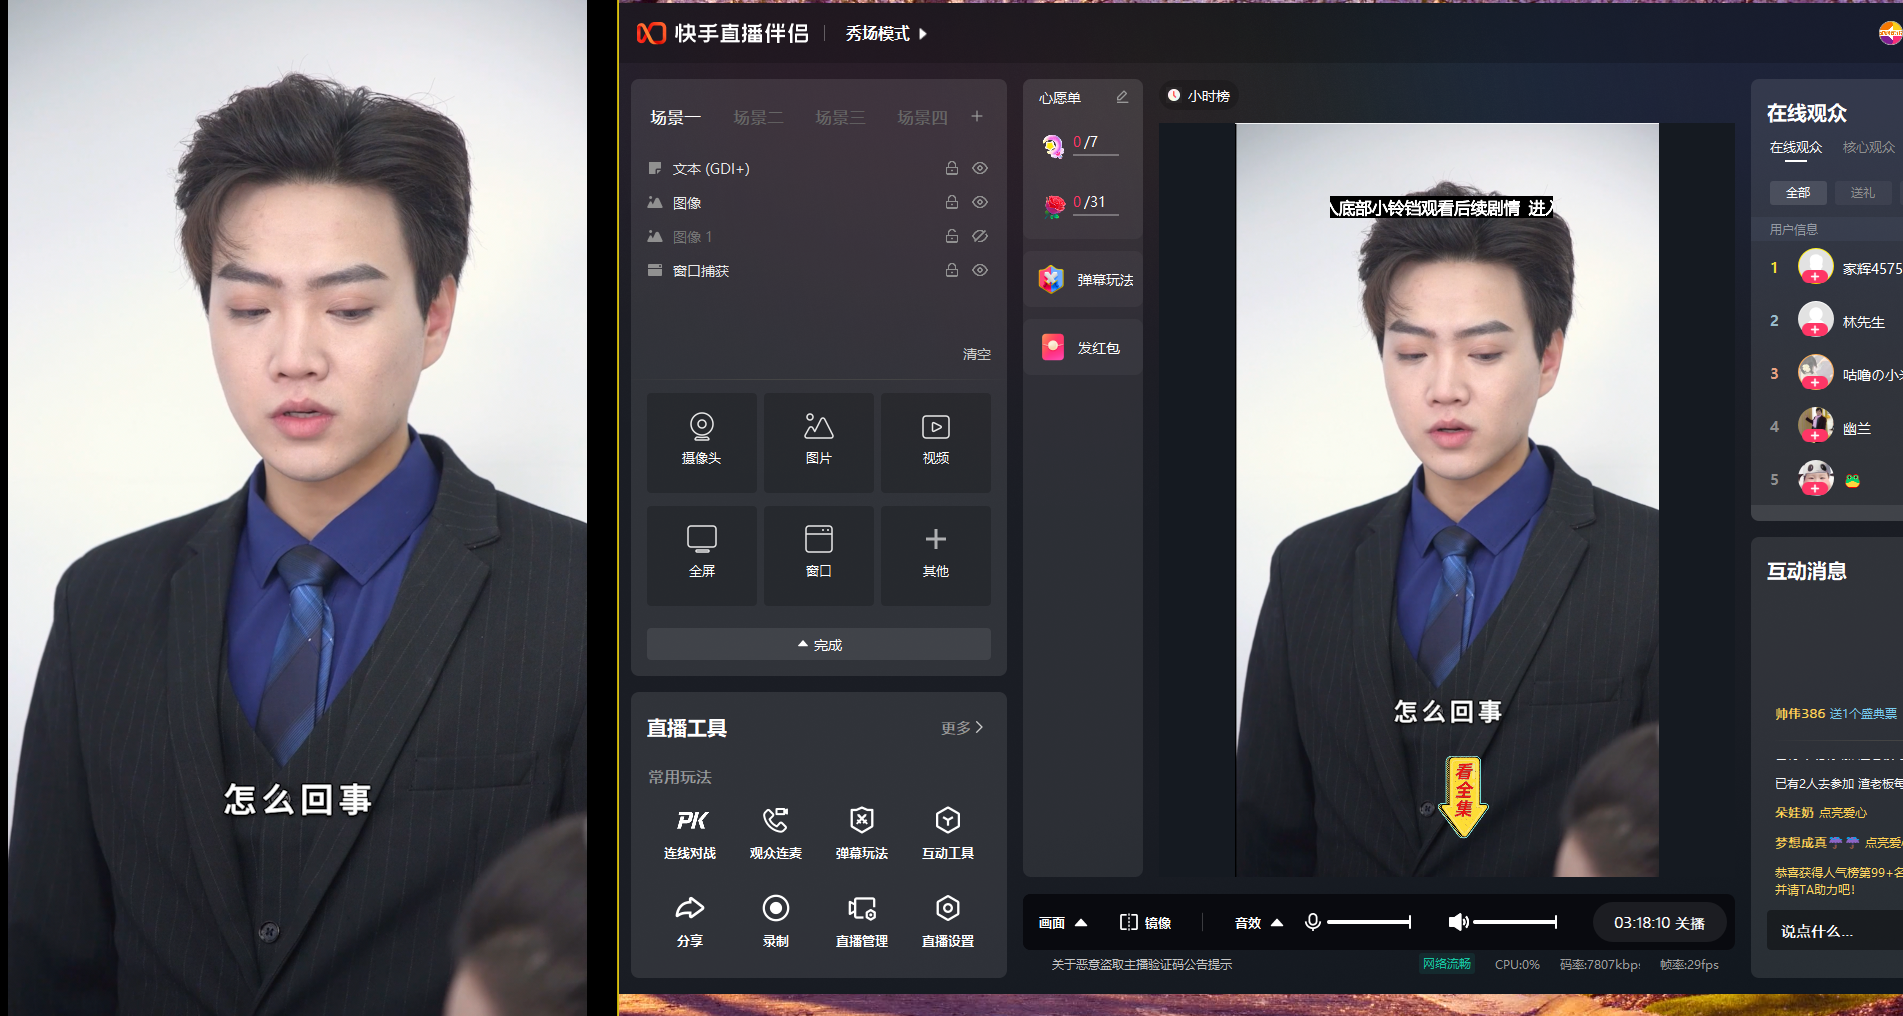 怎么回事
快手直播伴侣
秀场模式
场景一
场景二
场景三
场景四
文本 (GDI+)
图像
图像 1
窗口捕获
清空
摄像头
图片
视频
全屏
窗口
其他
完成
直播工具
更多
常用玩法
PK
连线对战
观众连麦
弹幕玩法
互动工具
分享
录制
直播管理
直播设置
心愿单
0 /7
0 /31
弹幕玩法
发红包
小时榜
底部小铃铛观看后续剧情 进入
怎么回事
看全集
画面
镜像
音效
03:18:10 关播
关于恶意盗取主播验证码公告提示
网络流畅
CPU:0%
码率:7807kbp
帧率:29fps
在线观众
在线观众
核心观众
全部
送礼
用户信息
1
家辉4575
2
林先生
3
咕噜の小
4
幽兰
5
互动消息
帅伟386 送1个盛典票
已有2人去参加 渣老板每
朵娃奶 点亮爱心
梦想成真 点亮爱
恭喜获得人气榜第99+名
并请TA助力吧!
说点什么...